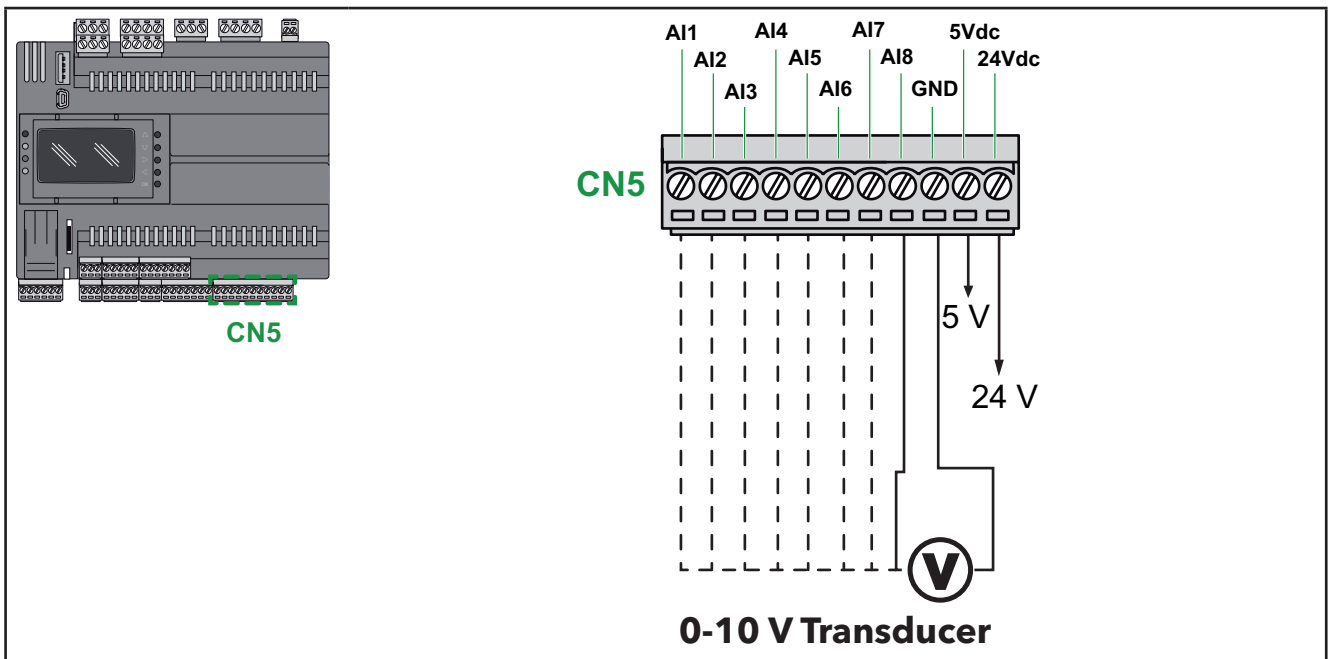 AI1 AI4 AI7 5Vdc
AI2 AI5 AI8 24Vdc
AI3 AI6 GND
CN5
5 V
CN5
24 V
V
0-10 V Transducer